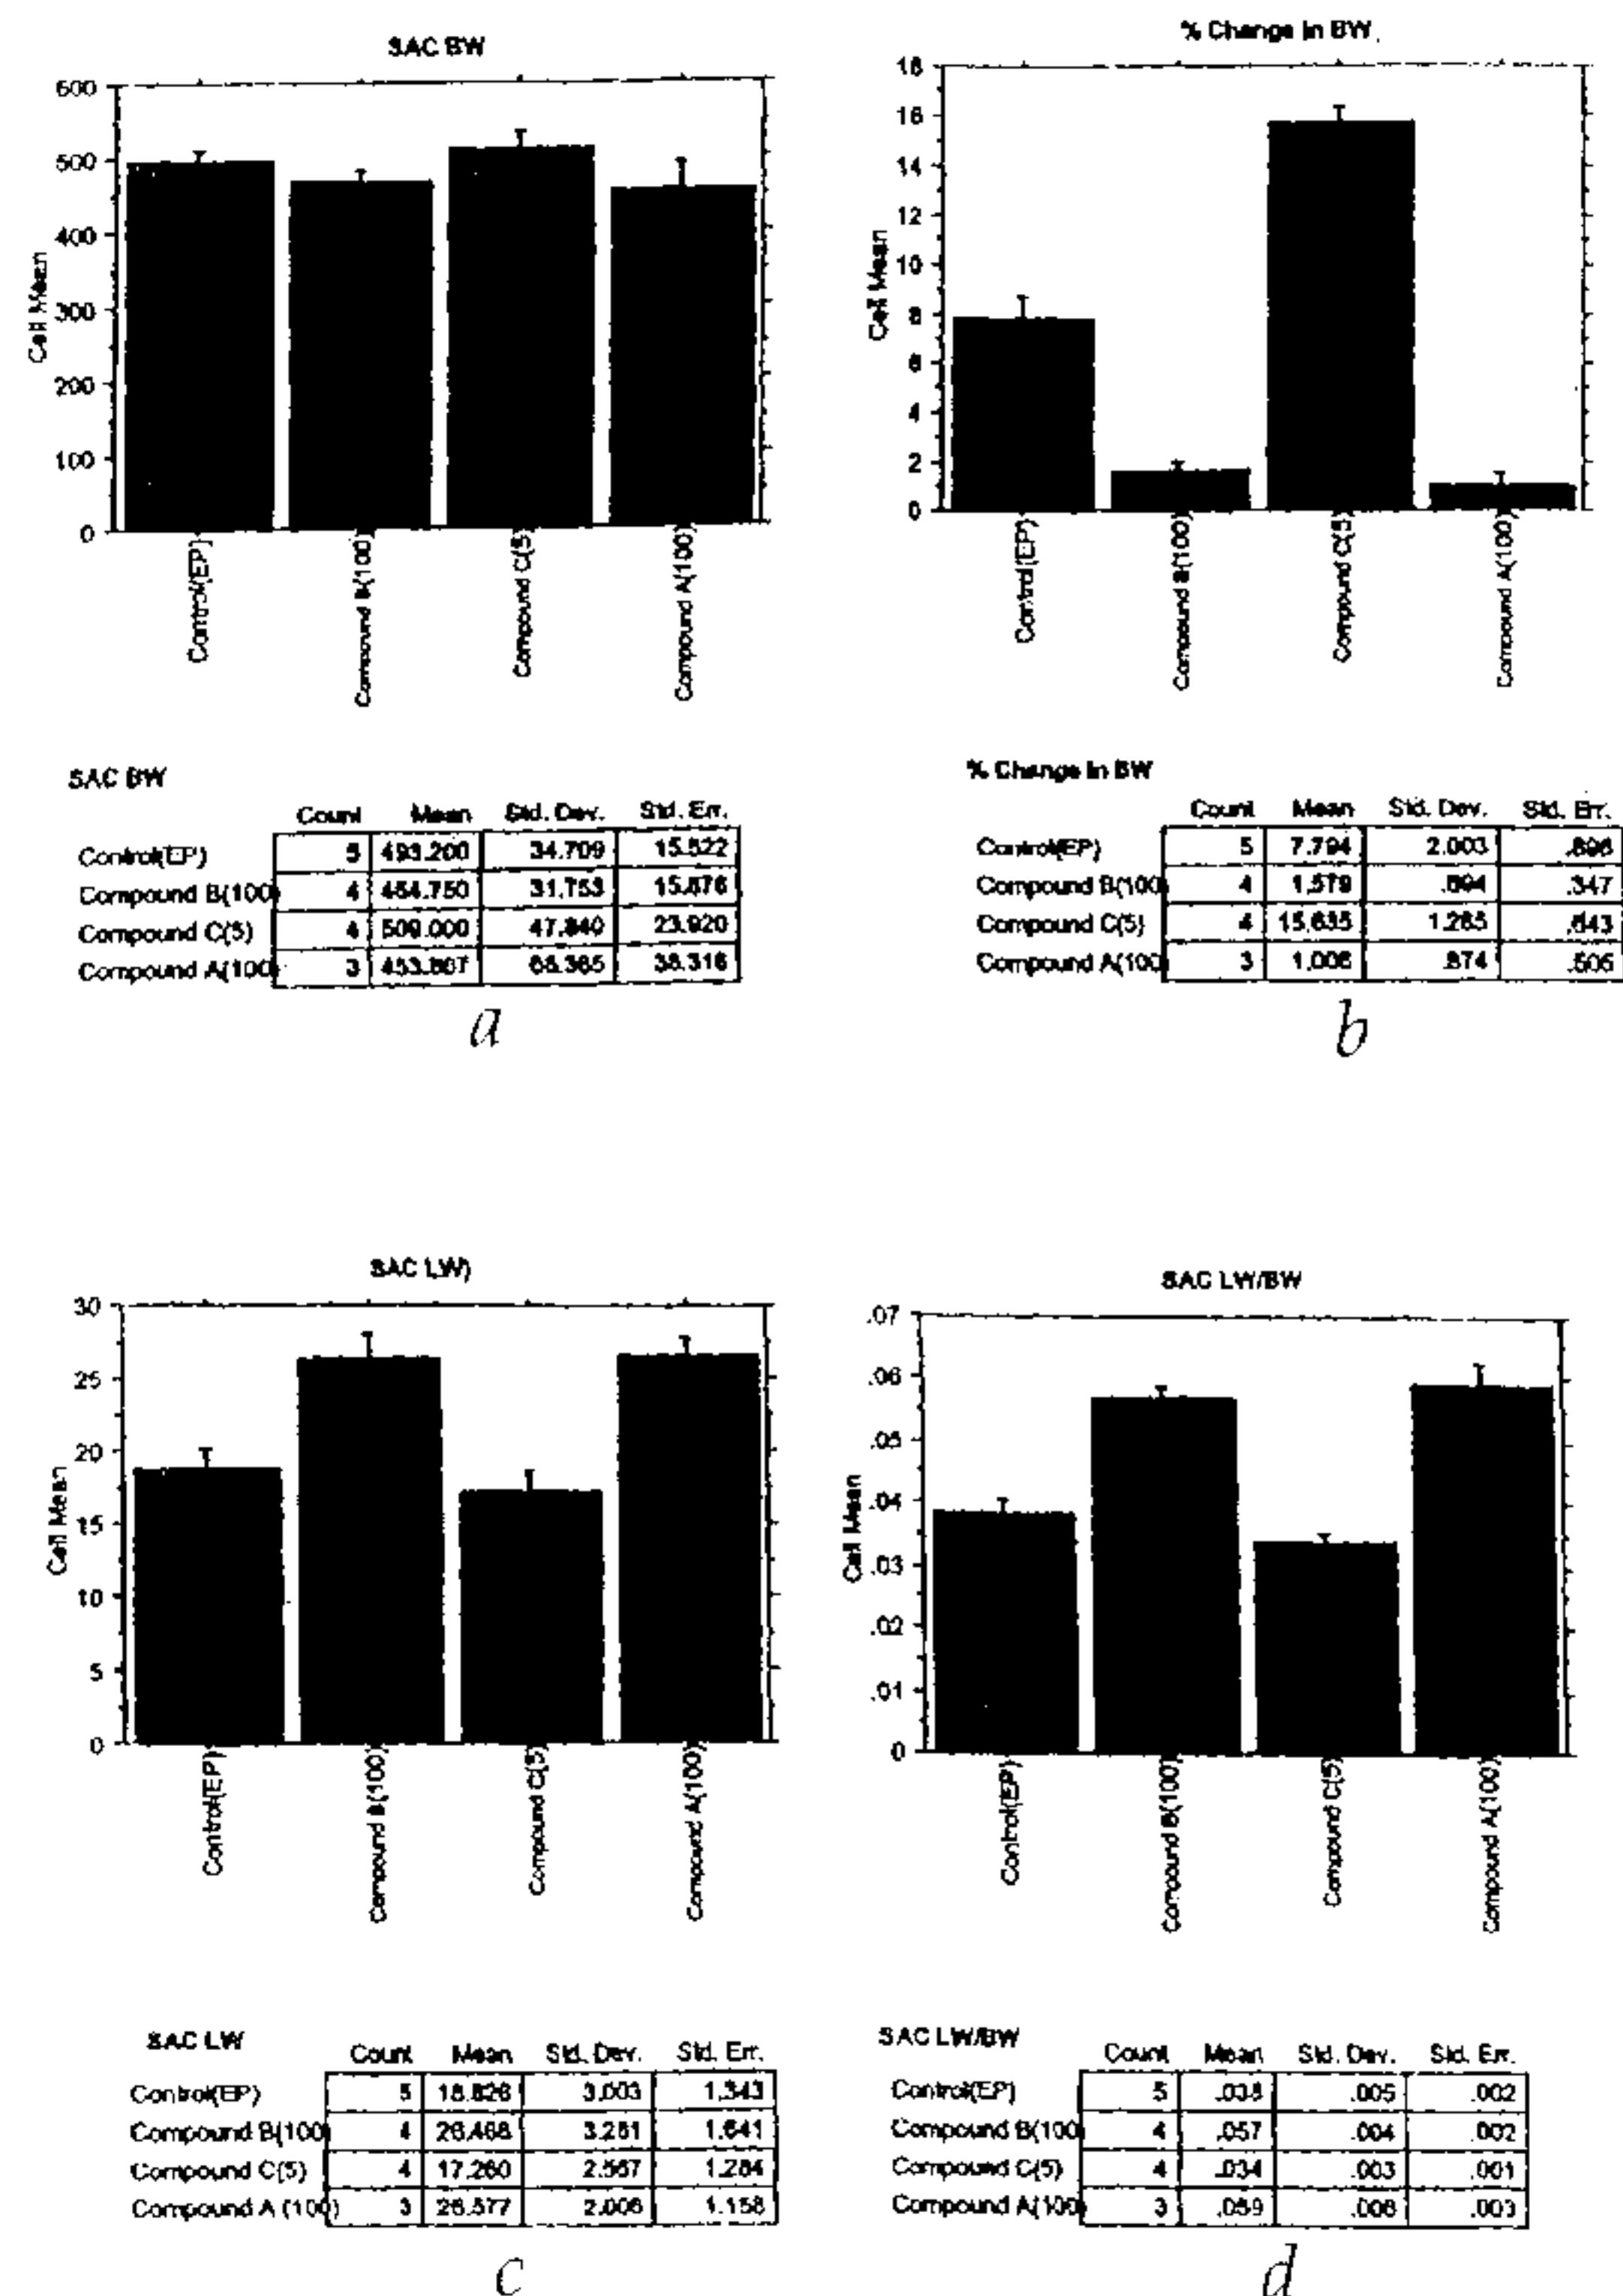 SAC BW
600
500
400
300
200
100
0
Cell Mean
Control(EP)
Compound B(100)
Compound C(5)
Compound A(100)
SAC BW
Count Mean Std. Dev. Std. Err.
Control(EP) 5 493.200 34.709 15.522
Compound B(100) 4 464.750 31.753 15.876
Compound C(5) 4 509.000 47.840 23.920
Compound A(100) 3 38.316
a
% Change in BW
18
16
14
12
10
8
6
4
2
0
Cell Mean
Control(EP)
Compound B(100)
Compound C(5)
Compound A(100)
% Change in BW
Count Mean Std. Dev. Std. Err.
Control(EP) 5 7.794 2.003 .896
Compound B(100) 4 1.579 .694 .347
Compound C(5) 4 15.635 1.285 .643
Compound A(100) 3 1.006 .874 .505
b
SAC LW)
30
25
20
15
10
5
0
Cell Mean
Control(EP)
Compound B(100)
Compound C(5)
Compound A(100)
SAC LW
Count Mean Std. Dev. Std. Err.
Control(EP) 5 18.826 3.003 1.343
Compound B(100) 4 26.468 3.281 1.641
Compound C(5) 4 17.260 2.567 1.284
Compound A (100) 3 26.577 2.006 1.158
c
SAC LW/BW
.07
.06
.05
.04
.03
.02
.01
0
Cell Mean
Control(EP)
Compound B(100)
Compound C(5)
Compound A(100)
SAC LW/BW
Count Mean Std. Dev. Std. Err.
Control(EP) 5 .038 .005 .002
Compound B(100) 4 .057 .004 .002
Compound C(5) 4 .034 .003 .001
Compound A(100) 3 .059 .006 .003
d